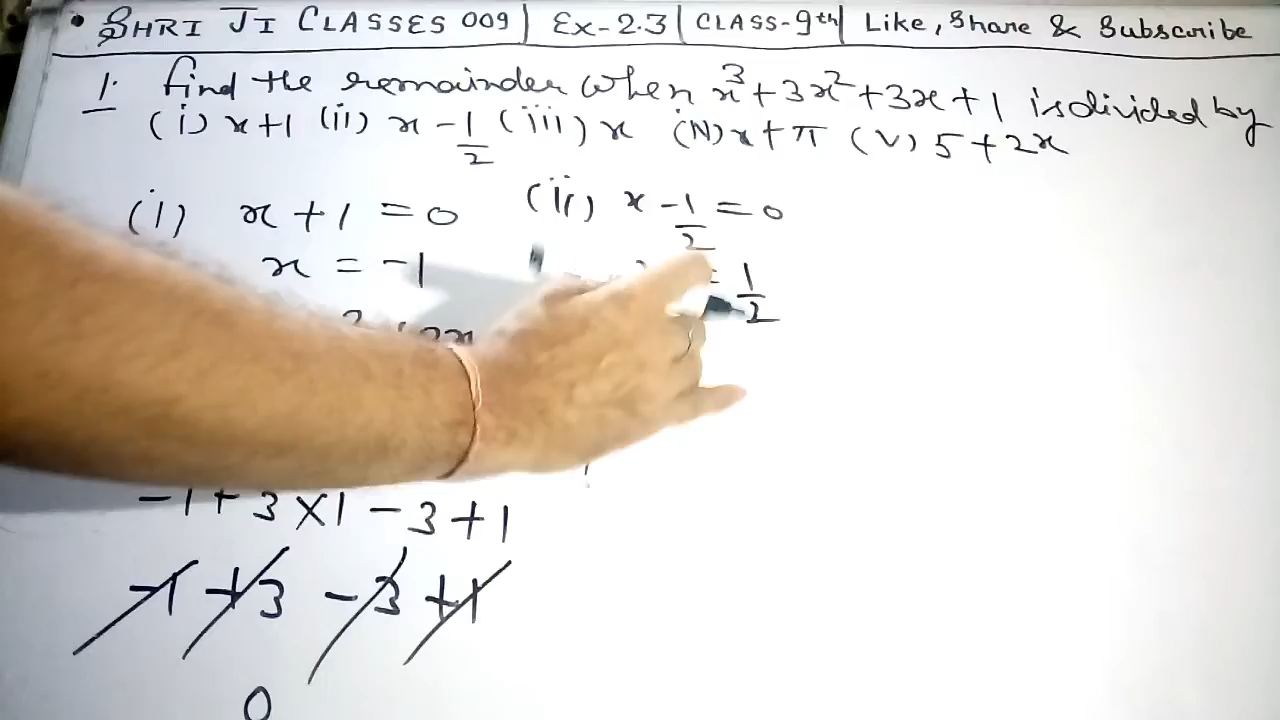 • SHRI JI CLASSES 009 | Ex-2.3 | CLASS-9th | Like, Share & Subscribe
1. find the remainder when x³+3x²+3x+1 is divided by
(i) x+1 (ii) x-1/2 (iii) x (iv) x+π (v) 5+2x
(i) x+1=0 (ii) x-1/2=0
x=-1 =1/2
-1+3×1-3+1
-1+3-3+1
0